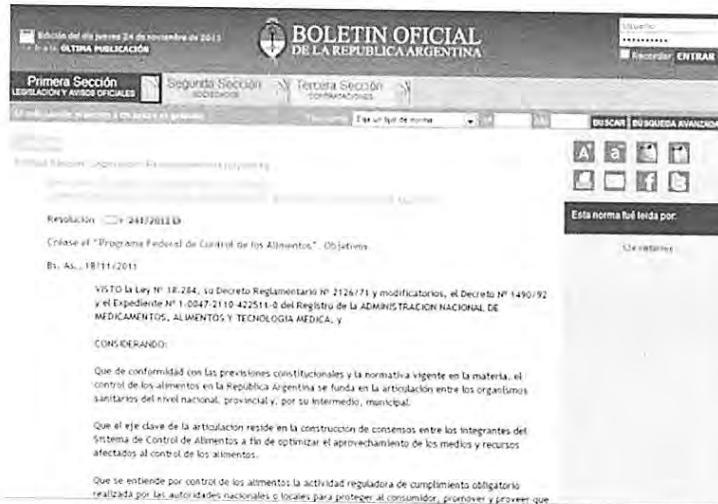 Edición del día jueves 24 de noviembre de 2011
Ir a la ÚLTIMA PUBLICACIÓN
BOLETIN OFICIAL
DE LA REPUBLICA ARGENTINA
Usuario
Recordar ENTRAR
Primera Sección
LEGISLACIÓN Y AVISOS OFICIALES
Segunda Sección
SOCIEDADES
Tercera Sección
CONTRATACIONES
Elija un tipo de norma
BUSCAR BÚSQUEDA AVANZADA
Resolución 241/2011
Esta norma fué leída por:
Créase el "Programa Federal de Control de los Alimentos". Objetivos.
Bs. As., 18/11/2011
VISTO la Ley Nº 18.284, su Decreto Reglamentario Nº 2126/71 y modificatorios, el Decreto Nº 1490/92
y el Expediente Nº 1-0047-2110-422511-0 del Registro de la ADMINISTRACION NACIONAL DE
MEDICAMENTOS, ALIMENTOS Y TECNOLOGIA MEDICA, y
CONSIDERANDO:
Que de conformidad con las previsiones constitucionales y la normativa vigente en la materia, el
control de los alimentos en la República Argentina se funda en la articulación entre los organismos
sanitarios del nivel nacional, provincial y, por su intermedio, municipal.
Que el eje clave de la articulación reside en la construcción de consensos entre los integrantes del
Sistema de Control de Alimentos a fin de optimizar el aprovechamiento de los medios y recursos
afectados al control de los alimentos.
Que se entiende por control de los alimentos la actividad reguladora de cumplimiento obligatorio
realizada por las autoridades nacionales o locales para proteger al consumidor, promover y proveer que